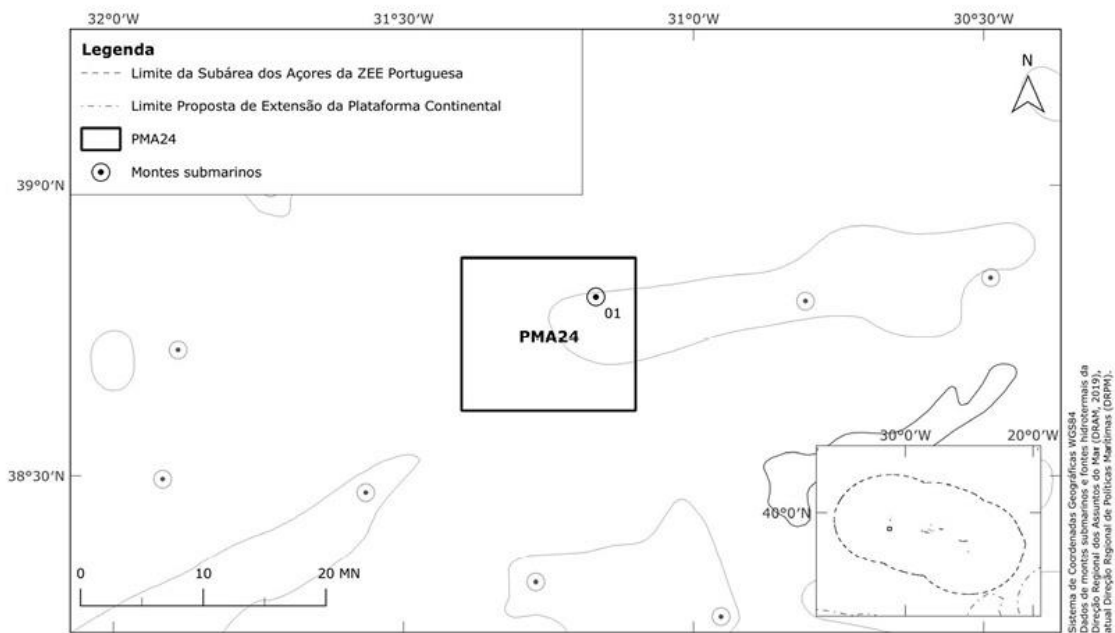 32°0'W 31°30'W 31°0'W 30°30'W
Legenda
Limite da Subárea dos Açores da ZEE Portuguesa
Limite Proposta de Extensão da Plataforma Continental
PMA24
Montes submarinos
N
39°0'N
01
PMA24
38°30'N
30°0'W 20°0'W
40°0'N
0 10 20 MN
Sistema de Coordenadas Geográficas WGS84
Dados de montes submarinos e fontes hidrotermais da
Direção Regional dos Assuntos do Mar (DRAM, 2019),
atual Direção Regional de Políticas Marítimas (DRPM).